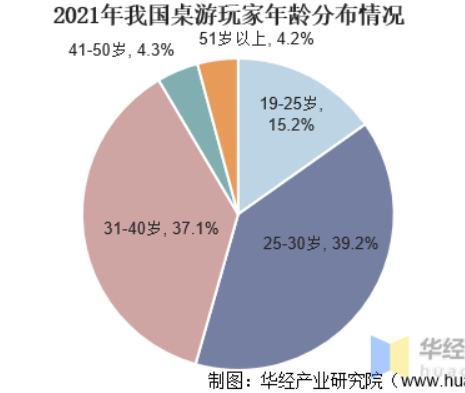 2021年我国桌游玩家年龄分布情况
51岁以上, 4.2%
41-50岁, 4.3%
19-25岁,
15.2%
31-40岁, 37.1%
25-30岁, 39.2%
华经
huao
制图：华经产业研究院（www.hua